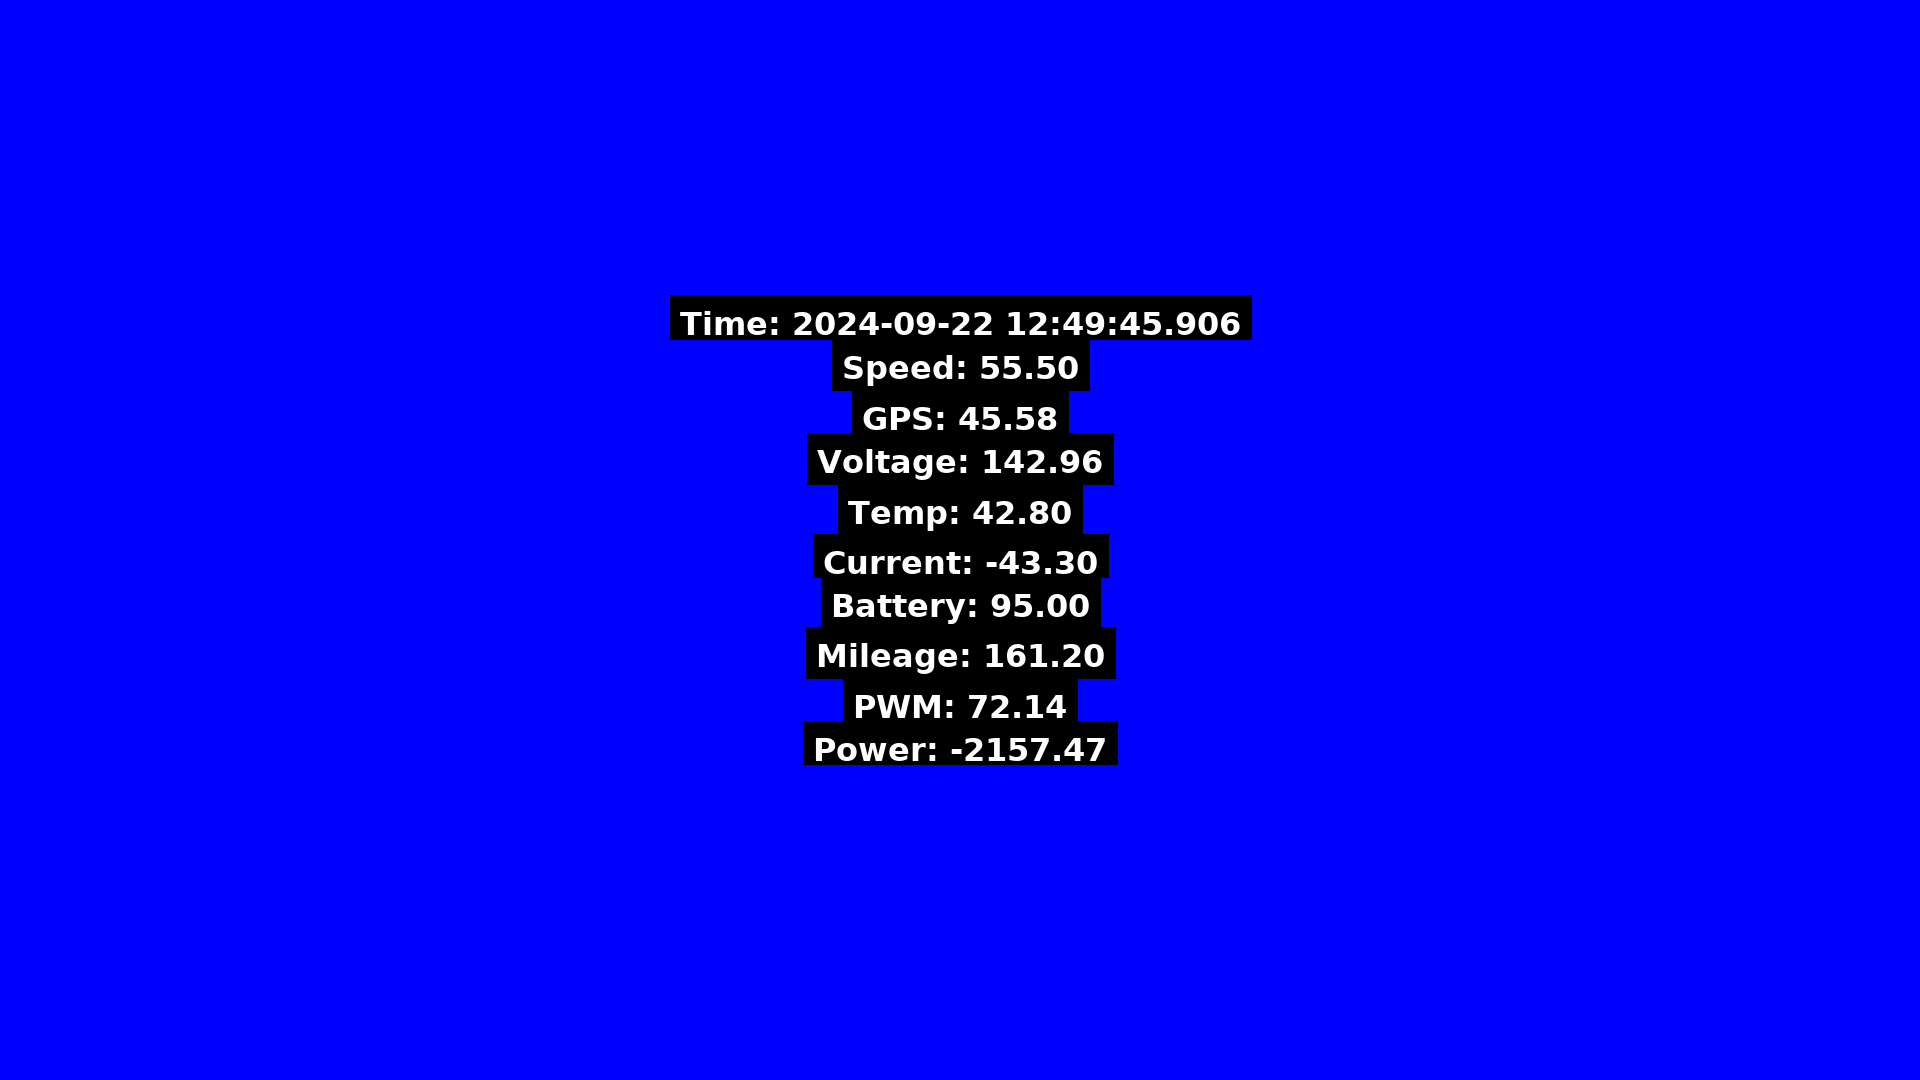 Time: 2024-09-22 12:49:45.906
Speed: 55.50
GPS: 45.58
Voltage: 142.96
Temp: 42.80
Current: -43.30
Battery: 95.00
Mileage: 161.20
PWM: 72.14
Power: -2157.47